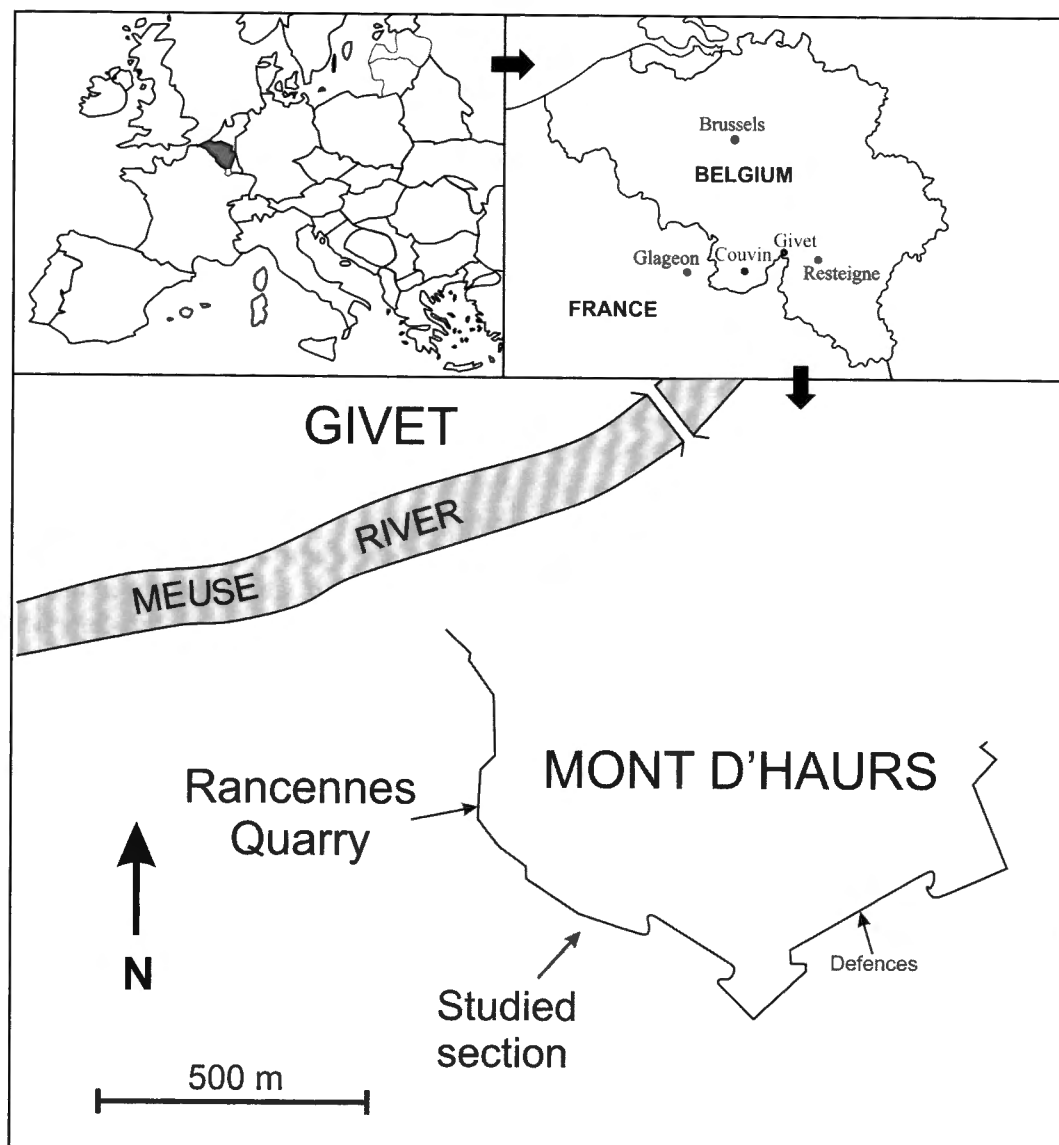 Brussels
BELGIUM
Givet
Glageon
Couvin
Resteigne
FRANCE
GIVET
MEUSE RIVER
MONT D'HAURS
Rancennes
Quarry
N
Defences
Studied
section
500 m